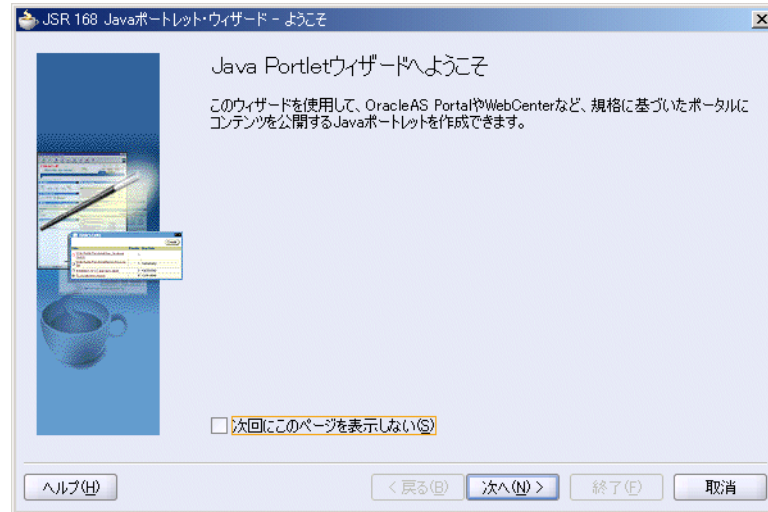 JSR 168 Javaポートレット・ウィザード - ようこそ
Java Portletウィザードへようこそ
このウィザードを使用して、OracleAS PortalやWebCenterなど、規格に基づいたポータルに
コンテンツを公開するJavaポートレットを作成できます。
次回にこのページを表示しない(S)
ヘルプ(H)
< 戻る(B)
次へ(N) >
終了(F)
取消